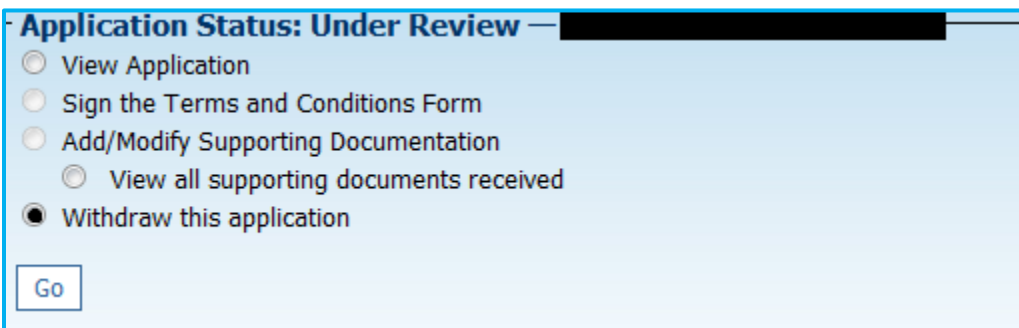 Application Status: Under Review —
View Application
Sign the Terms and Conditions Form
Add/Modify Supporting Documentation
View all supporting documents received
Withdraw this application
Go